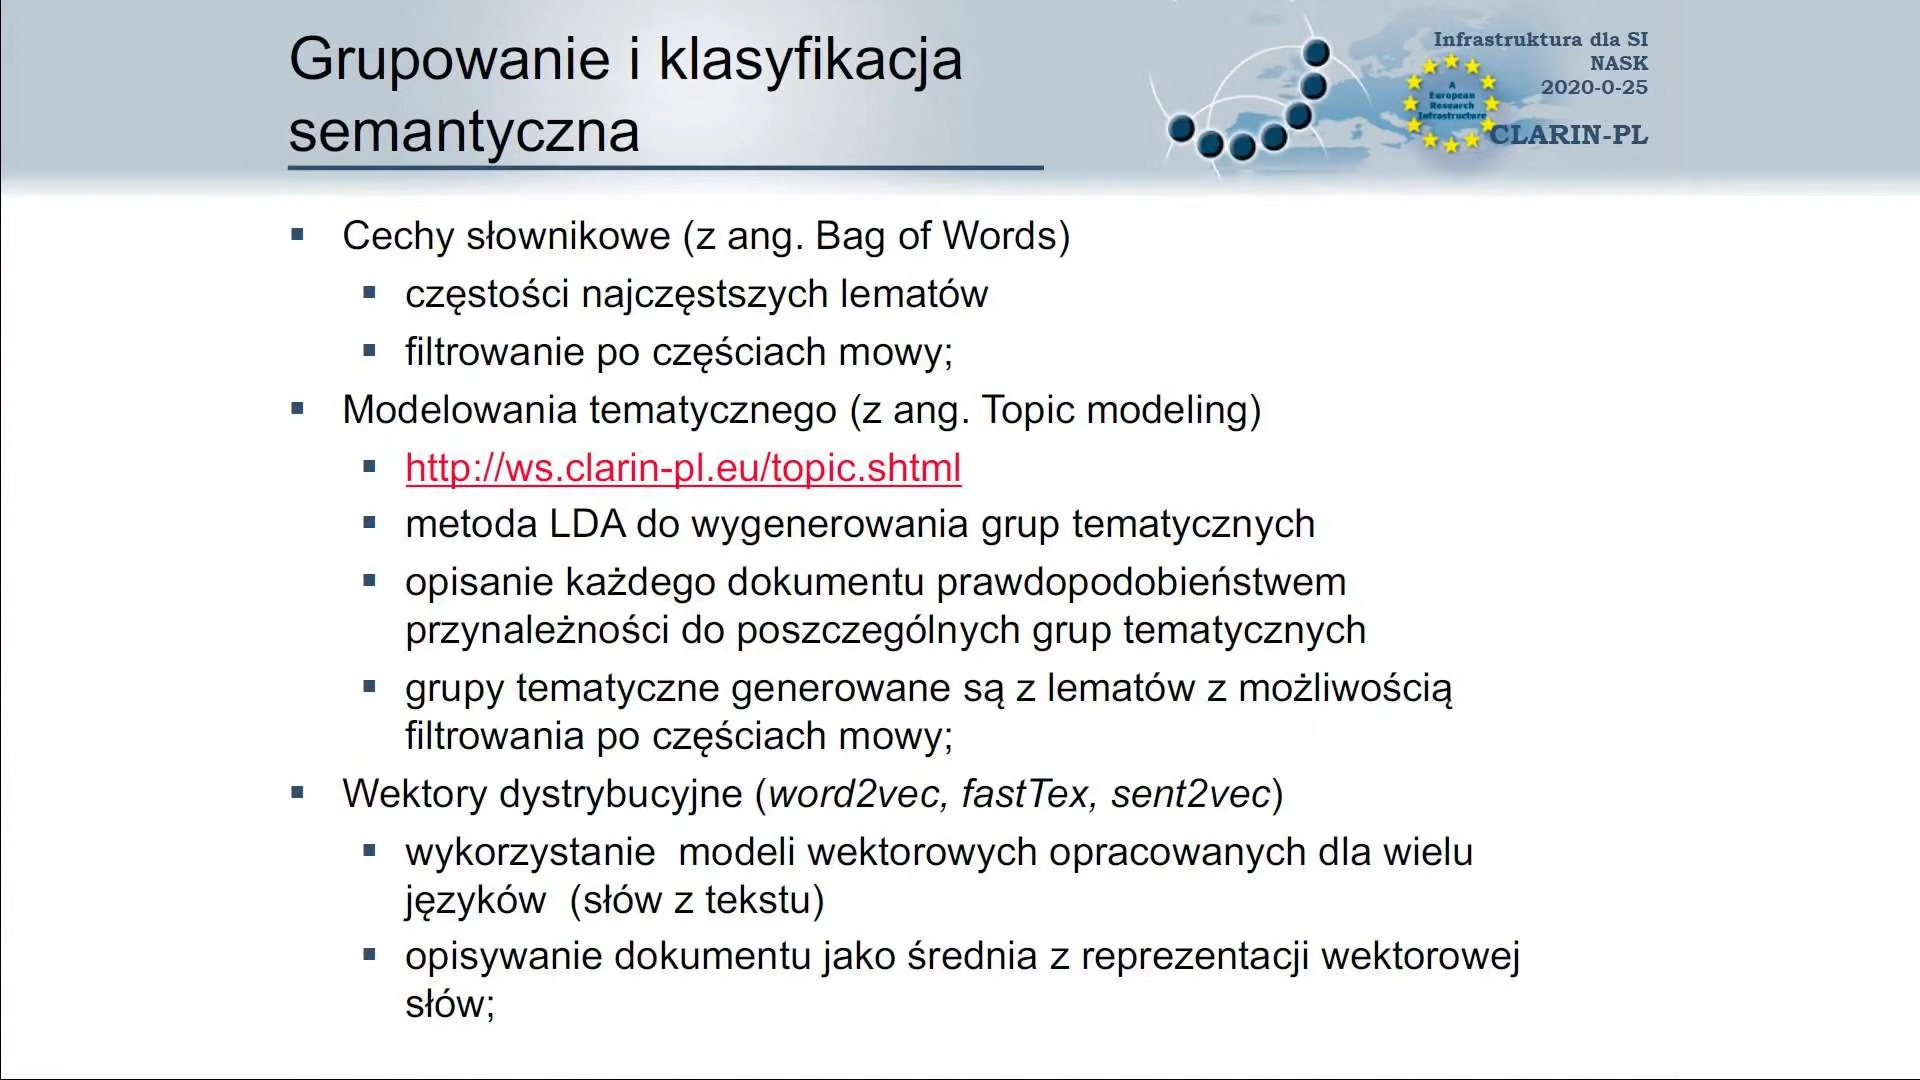 Grupowanie i klasyfikacja
semantyczna
Infrastruktura dla SI
NASK
2020-0-25
A
European
Research
Infrastructure
CLARIN-PL
Cechy słownikowe (z ang. Bag of Words)
częstości najczęstszych lematów
filtrowanie po częściach mowy;
Modelowania tematycznego (z ang. Topic modeling)
http://ws.clarin-pl.eu/topic.shtml
metoda LDA do wygenerowania grup tematycznych
opisanie każdego dokumentu prawdopodobieństwem
przynależności do poszczególnych grup tematycznych
grupy tematyczne generowane są z lematów z możliwością
filtrowania po częściach mowy;
Wektory dystrybucyjne (word2vec, fastTex, sent2vec)
wykorzystanie  modeli wektorowych opracowanych dla wielu
języków  (słów z tekstu)
opisywanie dokumentu jako średnia z reprezentacji wektorowej
słów;